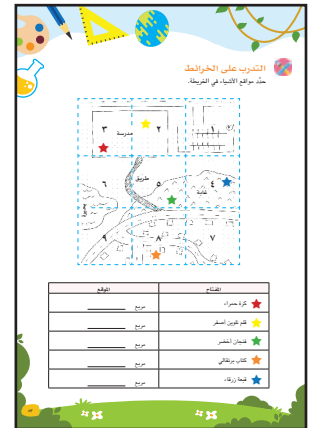 التدرب على الخرائط
حدّد مواقع الأشياء في الخريطة.
٣ ٢ ١
مدرسة
٦ ٥ ٤
طريق
غابة
٩ ٨ ٧
المفتاح الموقع
كرة حمراء مربع
قلم تلوين أصفر مربع
فنجان أخضر مربع
كتاب برتقالي مربع
قبعة زرقاء مربع